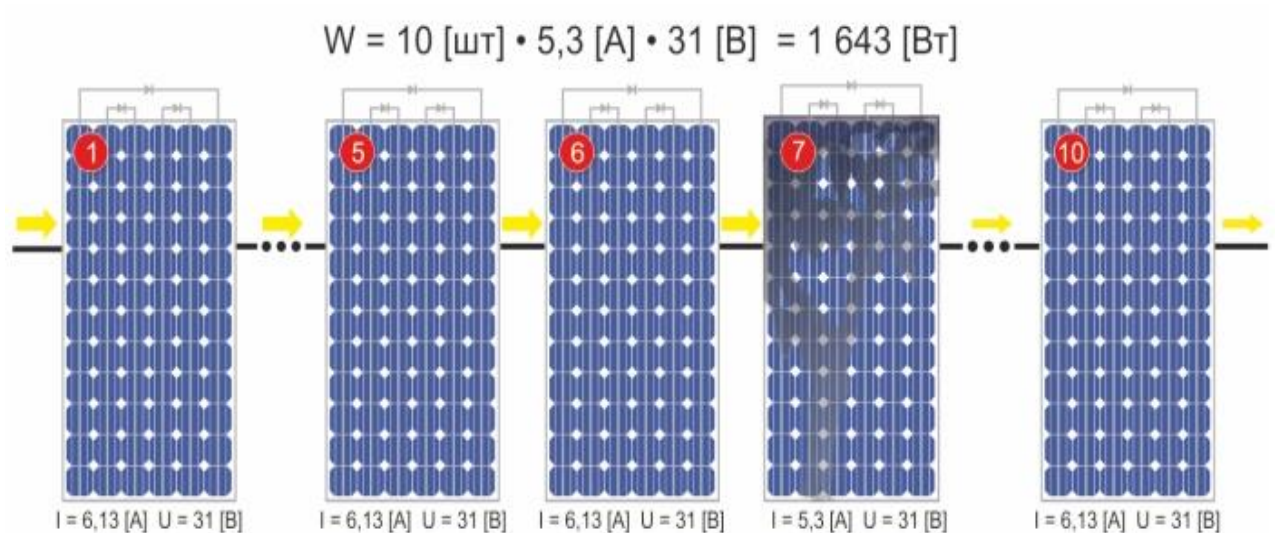 W = 10 [шт] • 5,3 [А] • 31 [В] = 1 643 [Вт]
1 5 6 7 10
I = 6,13 [А] U = 31 [В] I = 6,13 [А] U = 31 [В] I = 6,13 [А] U = 31 [В] I = 5,3 [А] U = 31 [В] I = 6,13 [А] U = 31 [В]